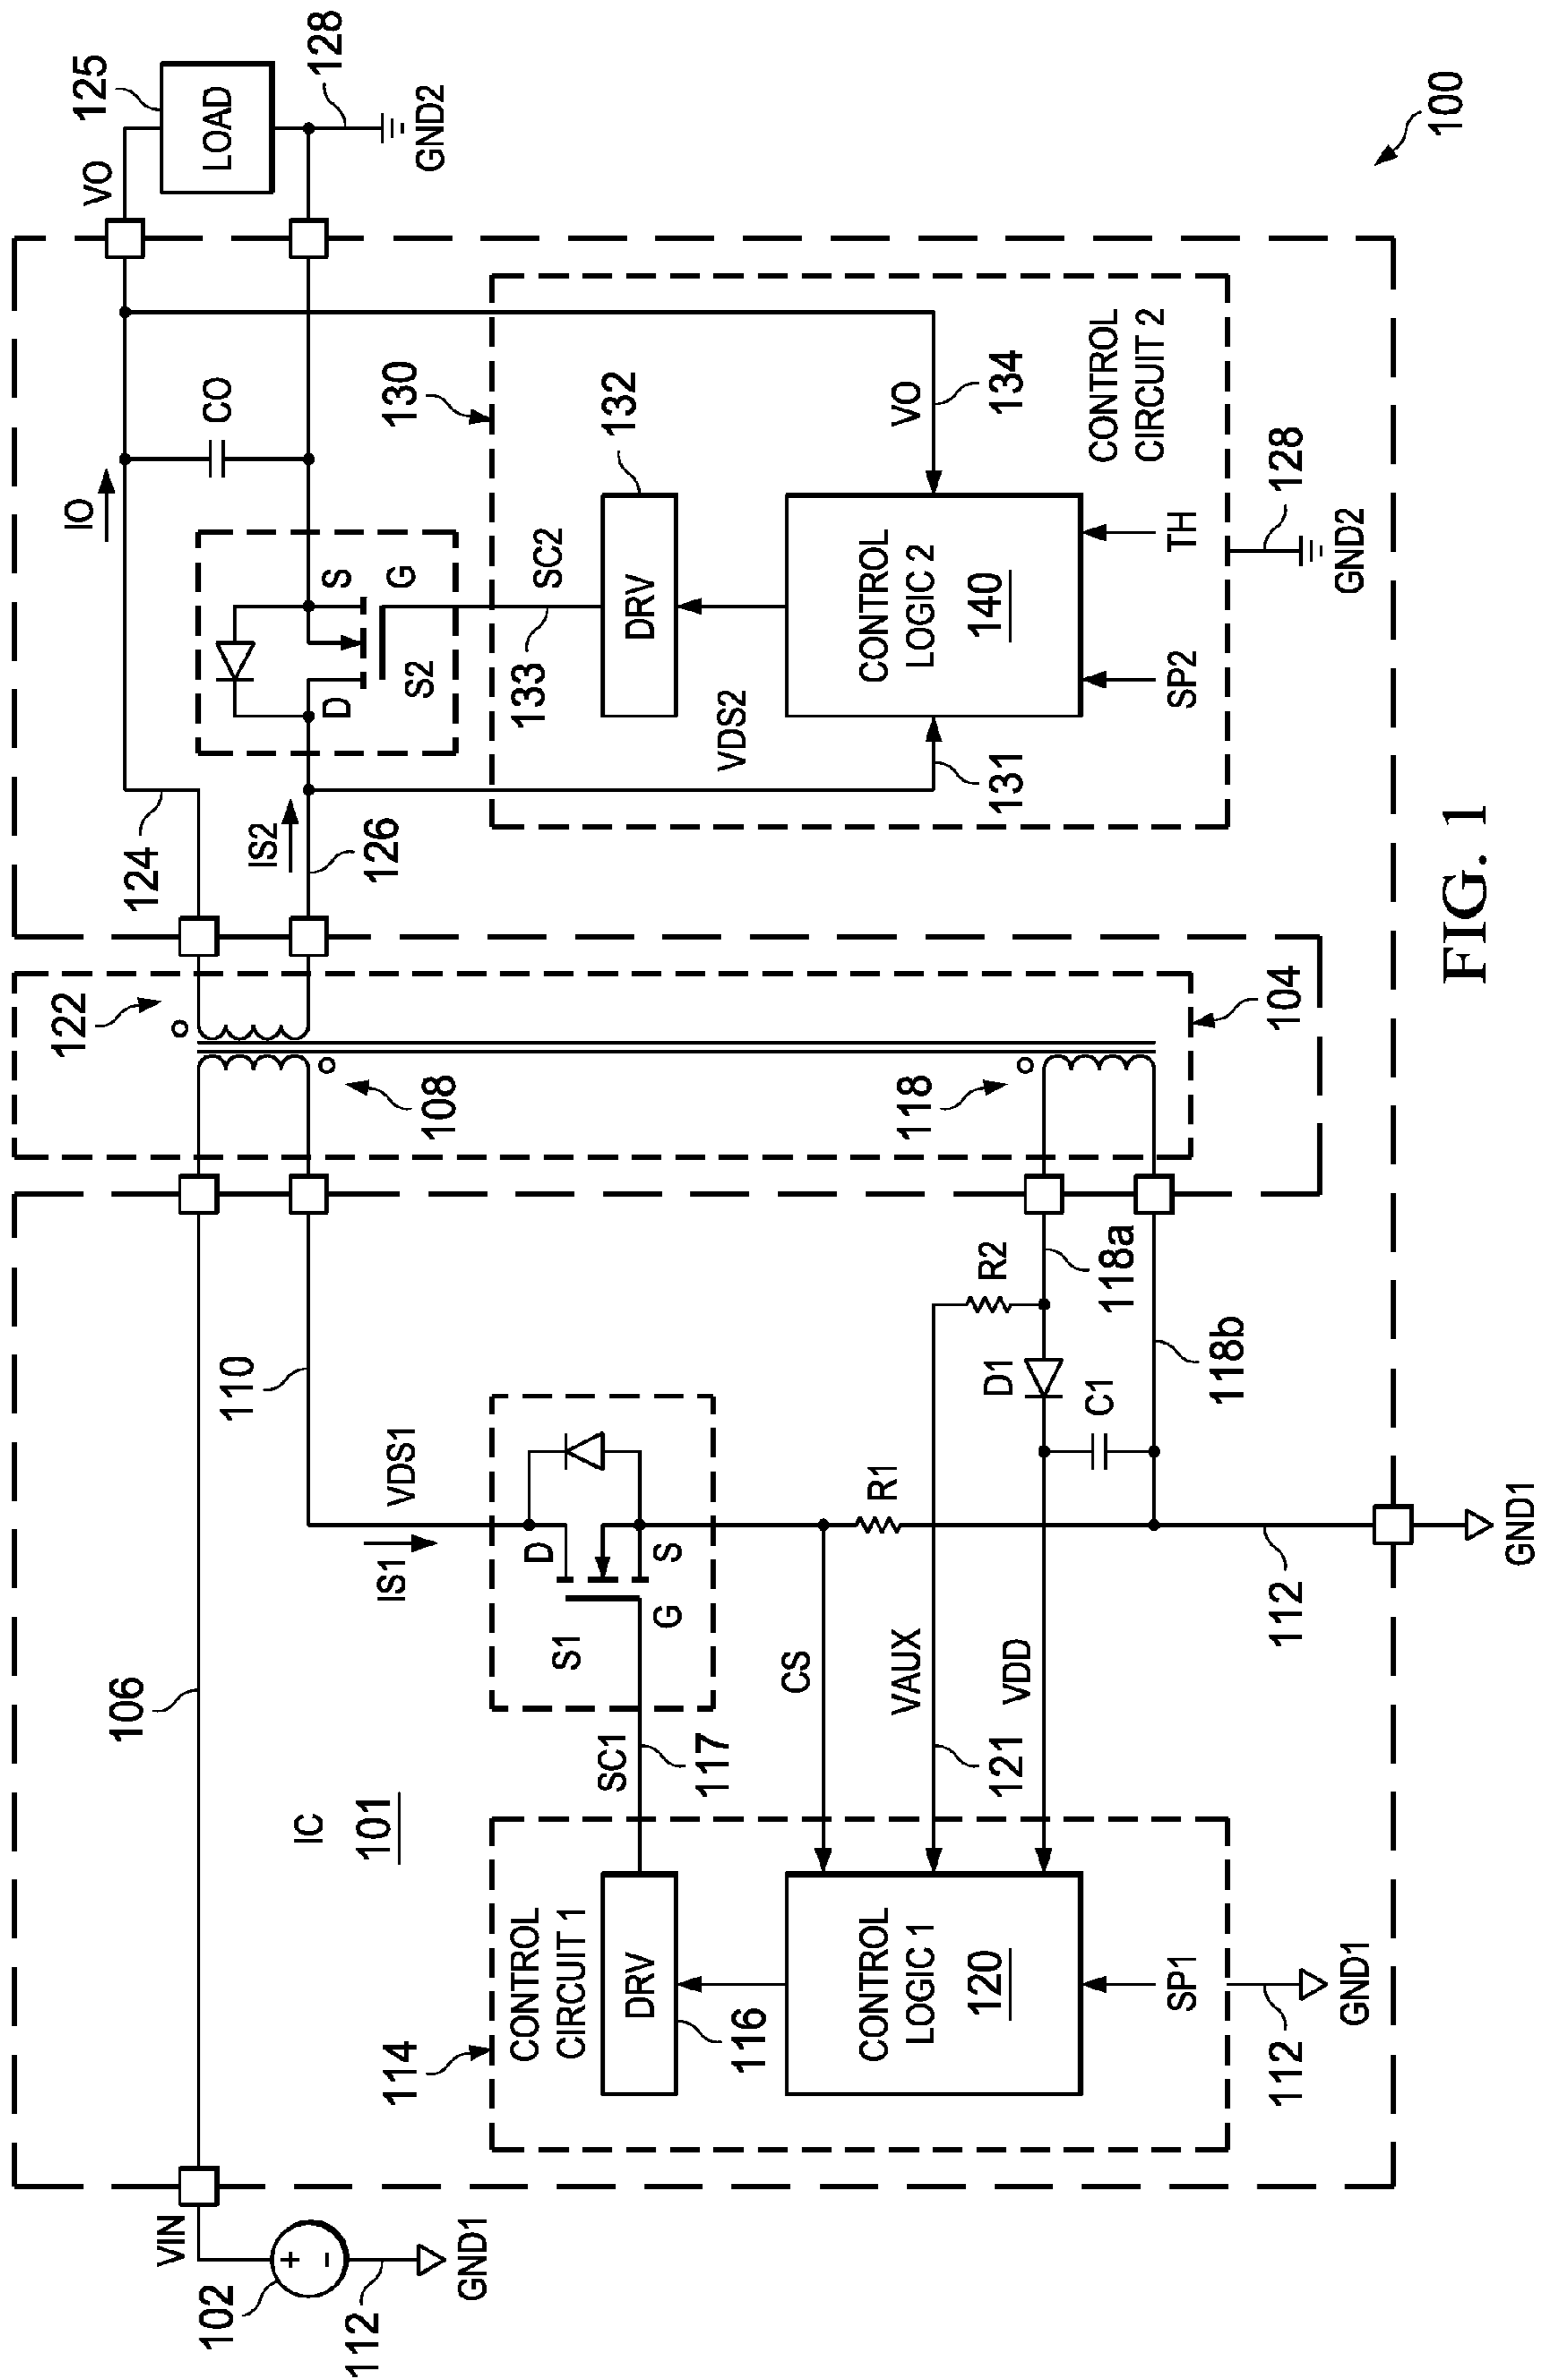 VIN
102
112
GND1
106
IC
101
110
VDS1
IS1
D
S
G
S1
SC1
117
114
CONTROL
CIRCUIT 1
DRV
116
CONTROL
LOGIC 1
120
SP1
112
GND1
CS
VAUX
121
VDD
R1
R2
D1
C1
118a
118b
112
GND1
108
118
122
104
124
IS2
126
IO
D
S
G
S2
CO
VO
125
LOAD
128
GND2
130
SC2
133
DRV
132
VDS2
131
CONTROL
LOGIC 2
140
VO
134
SP2
TH
CONTROL
CIRCUIT 2
128
GND2
100
FIG. 1